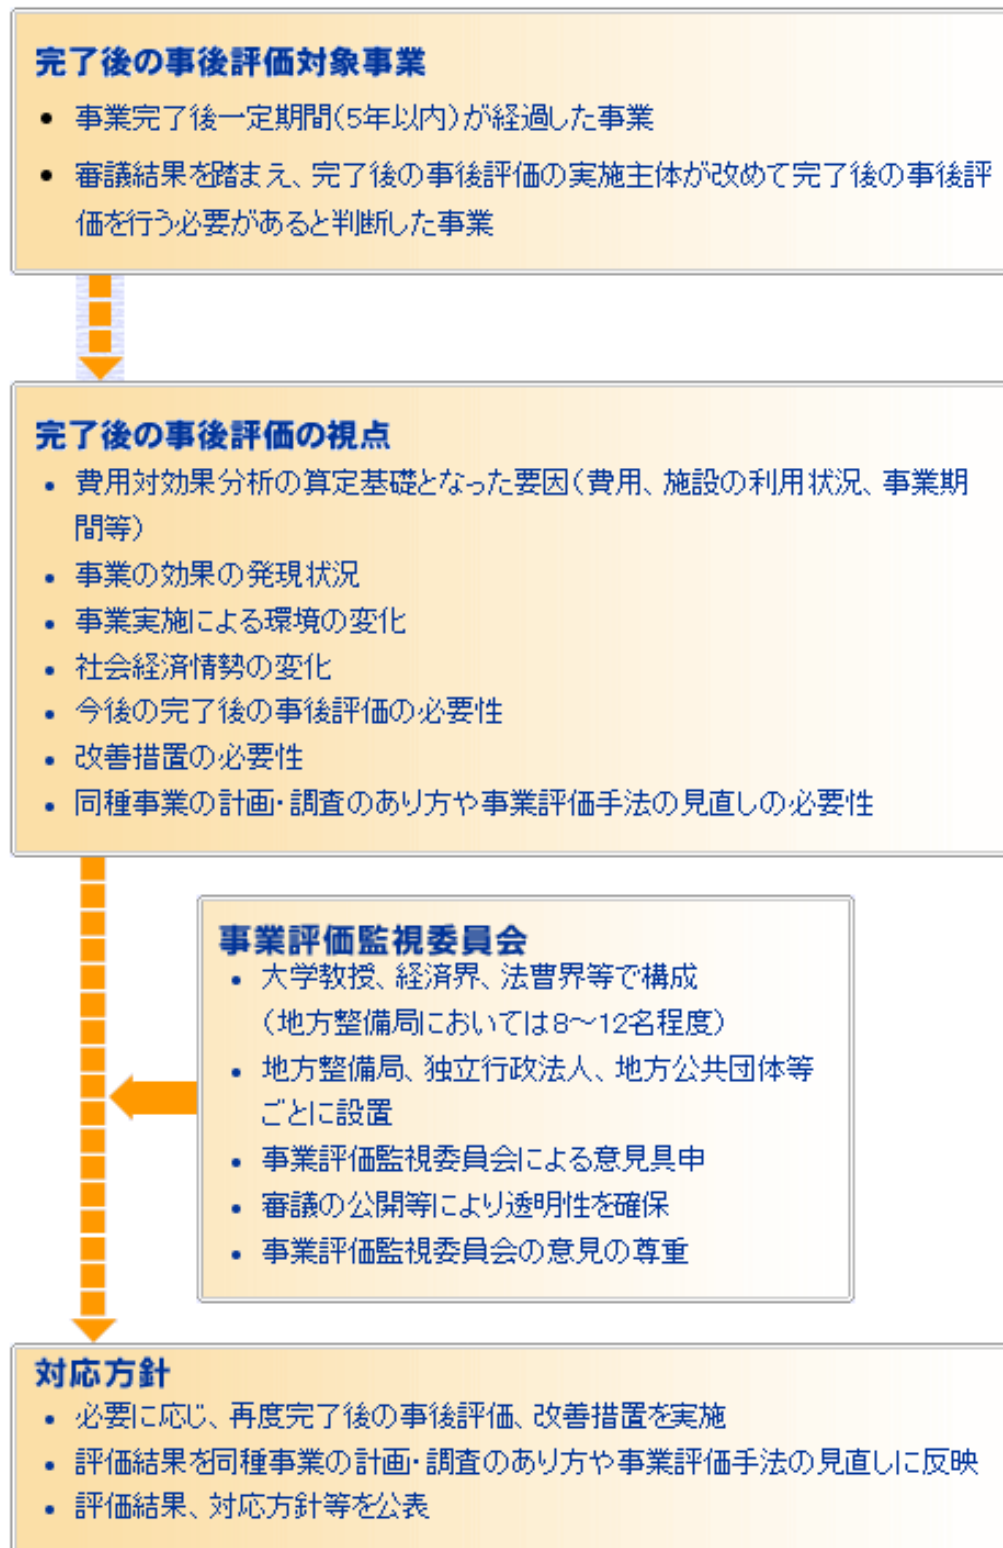 完了後の事後評価対象事業
• 事業完了後一定期間(5年以内)が経過した事業
• 審議結果を踏まえ、完了後の事後評価の実施主体が改めて完了後の事後評
価を行う必要があると判断した事業
完了後の事後評価の視点
• 費用対効果分析の算定基礎となった要因(費用、施設の利用状況、事業期
間等)
• 事業の効果の発現状況
• 事業実施による環境の変化
• 社会経済情勢の変化
• 今後の完了後の事後評価の必要性
• 改善措置の必要性
• 同種事業の計画・調査のあり方や事業評価手法の見直しの必要性
事業評価監視委員会
• 大学教授、経済界、法曹界等で構成
(地方整備局においては8～12名程度)
• 地方整備局、独立行政法人、地方公共団体等
ごとに設置
• 事業評価監視委員会による意見具申
• 審議の公開等により透明性を確保
• 事業評価監視委員会の意見の尊重
対応方針
• 必要に応じ、再度完了後の事後評価、改善措置を実施
• 評価結果を同種事業の計画・調査のあり方や事業評価手法の見直しに反映
• 評価結果、対応方針等を公表